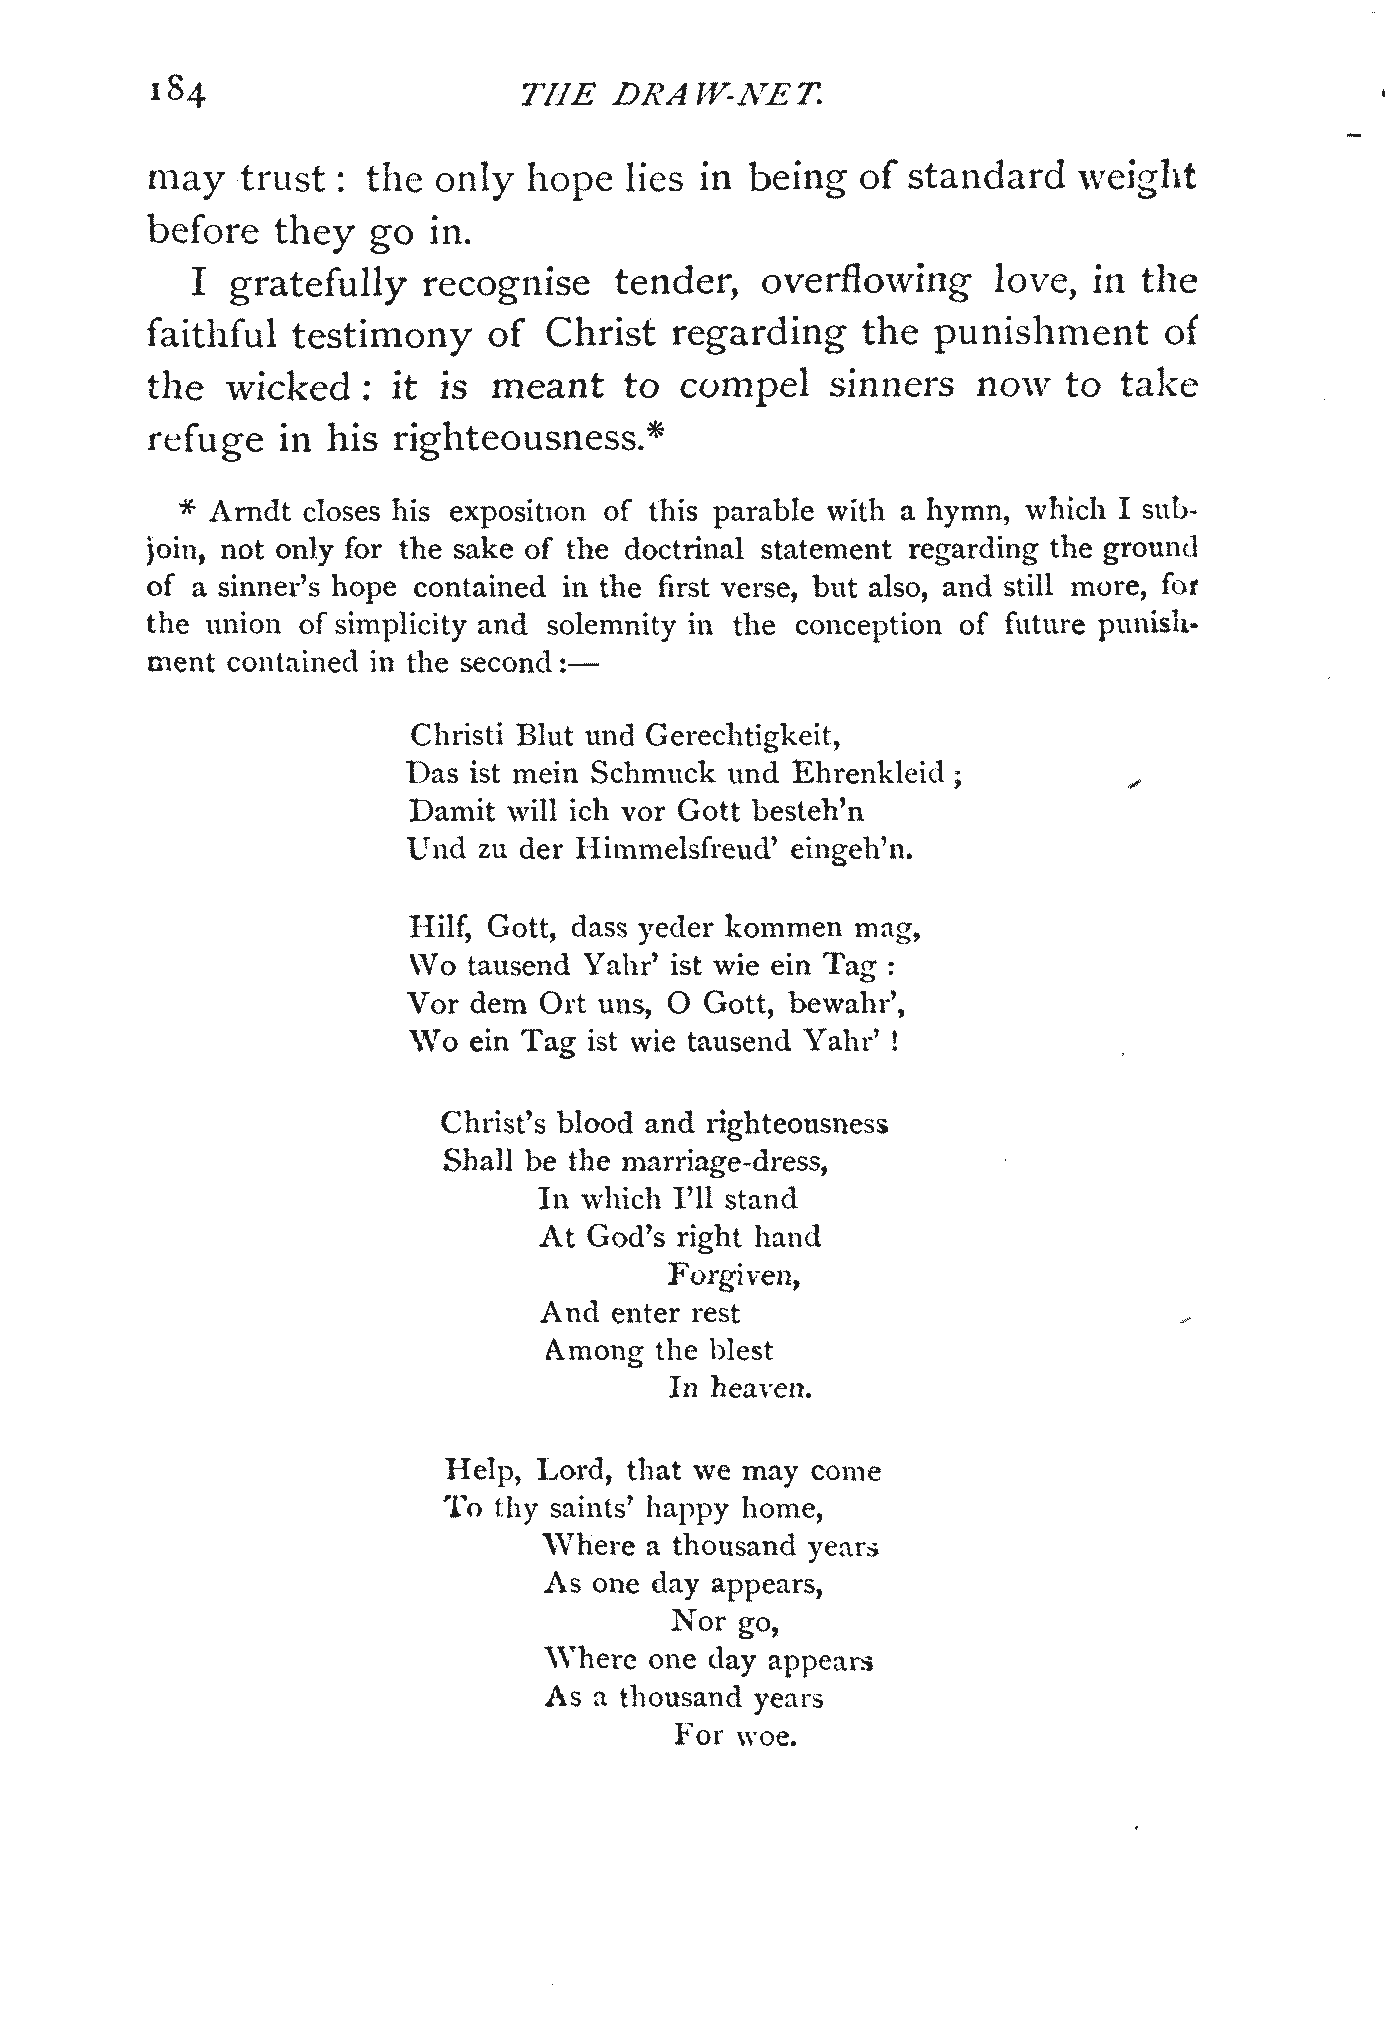 184 THE DRAW-NET.
may trust : the only hope lies in being of standard weight
before they go in.
I gratefully recognise tender, overflowing love, in the
faithful testimony of Christ regarding the punishment of
the wicked : it is meant to compel sinners now to take
refuge in his righteousness.*
* Arndt closes his exposition of this parable with a hymn, which I sub-
join, not only for the sake of the doctrinal statement regarding the ground
of a sinner's hope contained in the first verse, but also, and still more, for
the union of simplicity and solemnity in the conception of future punish-
ment contained in the second :—
Christi Blut und Gerechtigkeit,
Das ist mein Schmuck und Ehrenkleid ;
Damit will ich vor Gott besteh'n
Und zu der Himmelsfreud' eingeh'n.
Hilf, Gott, dass yeder kommen mag,
Wo tausend Yahr' ist wie ein Tag :
Vor dem Ort uns, O Gott, bewahr',
Wo ein Tag ist wie tausend Yahr' !
Christ's blood and righteousness
Shall be the marriage-dress,
In which I'll stand
At God's right hand
Forgiven,
And enter rest
Among the blest
In heaven.
Help, Lord, that we may come
To thy saints' happy home,
Where a thousand years
As one day appears,
Nor go,
Where one day appears
As a thousand years
For woe.